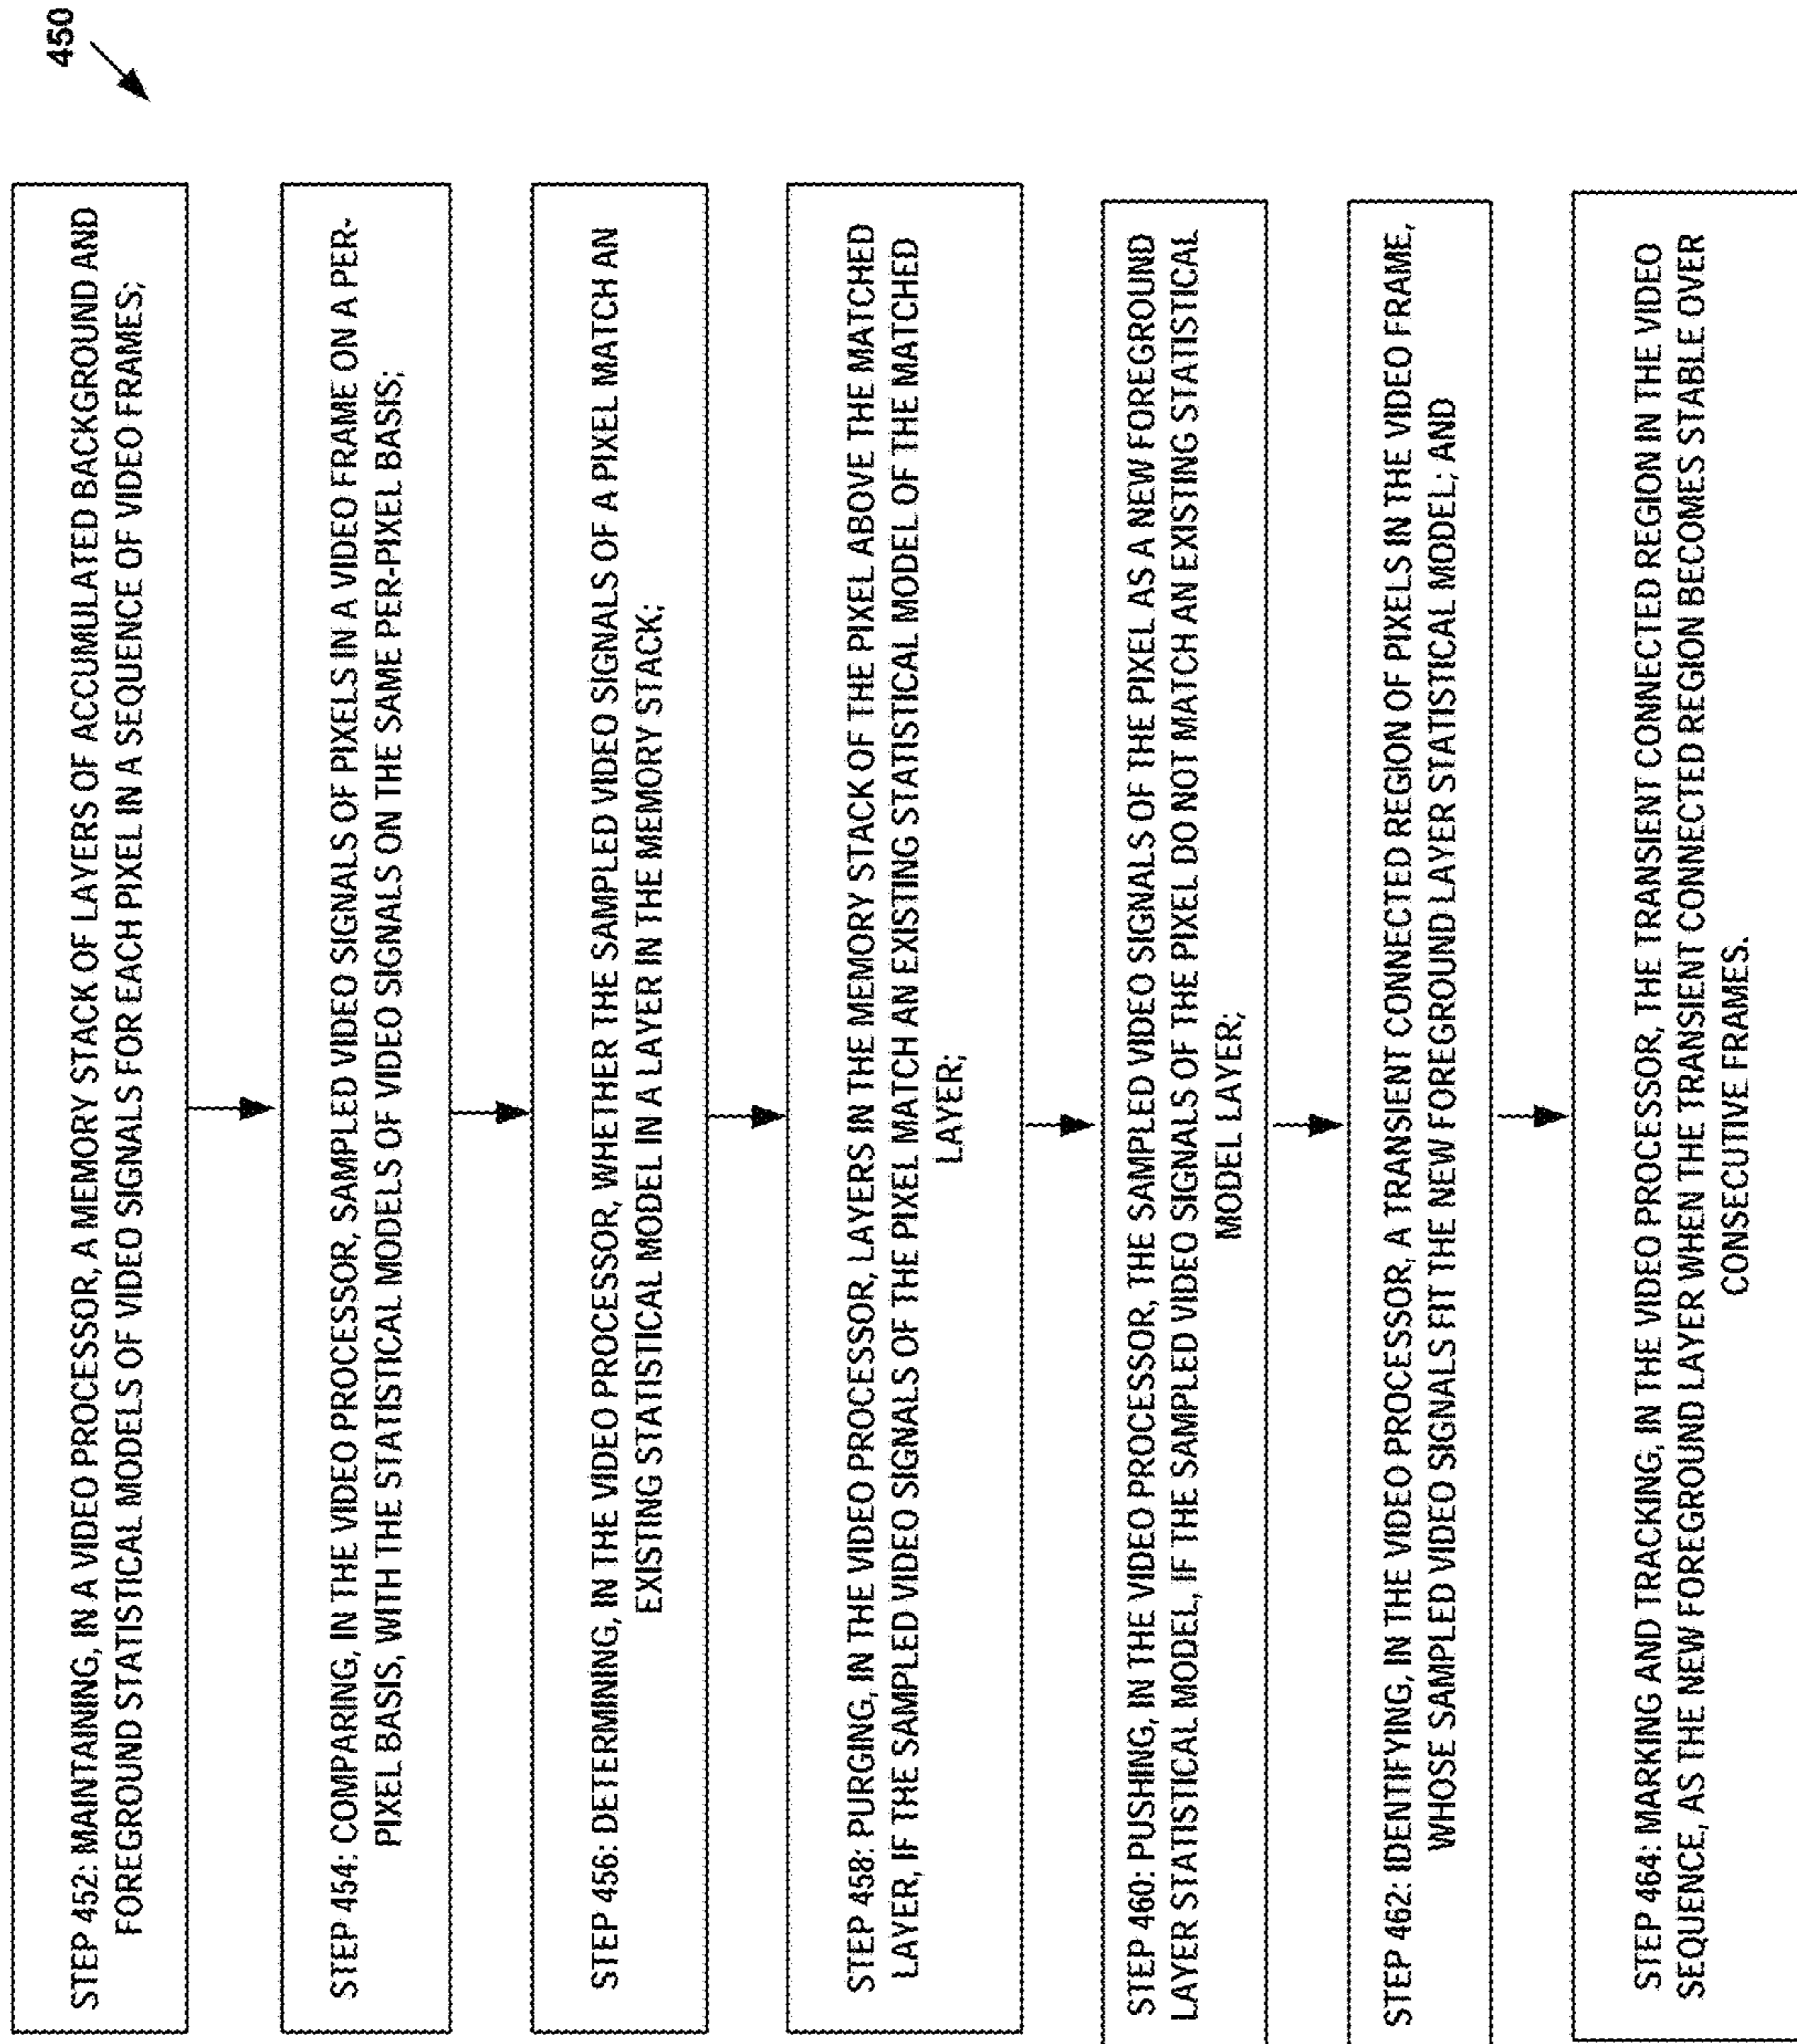 450
STEP 452: MAINTAINING, IN A VIDEO PROCESSOR, A MEMORY STACK OF LAYERS OF ACCUMULATED BACKGROUND AND
FOREGROUND STATISTICAL MODELS OF VIDEO SIGNALS FOR EACH PIXEL IN A SEQUENCE OF VIDEO FRAMES;
STEP 454: COMPARING, IN THE VIDEO PROCESSOR, SAMPLED VIDEO SIGNALS OF PIXELS IN A VIDEO FRAME ON A PER-
PIXEL BASIS, WITH THE STATISTICAL MODELS OF VIDEO SIGNALS ON THE SAME PER-PIXEL BASIS;
STEP 456: DETERMINING, IN THE VIDEO PROCESSOR, WHETHER THE SAMPLED VIDEO SIGNALS OF A PIXEL MATCH AN
EXISTING STATISTICAL MODEL IN A LAYER IN THE MEMORY STACK;
STEP 458: PURGING, IN THE VIDEO PROCESSOR, LAYERS IN THE MEMORY STACK OF THE PIXEL ABOVE THE MATCHED
LAYER, IF THE SAMPLED VIDEO SIGNALS OF THE PIXEL MATCH AN EXISTING STATISTICAL MODEL OF THE MATCHED
LAYER;
STEP 460: PUSHING, IN THE VIDEO PROCESSOR, THE SAMPLED VIDEO SIGNALS OF THE PIXEL AS A NEW FOREGROUND
LAYER STATISTICAL MODEL, IF THE SAMPLED VIDEO SIGNALS OF THE PIXEL DO NOT MATCH AN EXISTING STATISTICAL
MODEL LAYER;
STEP 462: IDENTIFYING, IN THE VIDEO PROCESSOR, A TRANSIENT CONNECTED REGION OF PIXELS IN THE VIDEO FRAME,
WHOSE SAMPLED VIDEO SIGNALS FIT THE NEW FOREGROUND LAYER STATISTICAL MODEL; AND
STEP 464: MARKING AND TRACKING, IN THE VIDEO PROCESSOR, THE TRANSIENT CONNECTED REGION IN THE VIDEO
SEQUENCE, AS THE NEW FOREGROUND LAYER WHEN THE TRANSIENT CONNECTED REGION BECOMES STABLE OVER
CONSECUTIVE FRAMES.